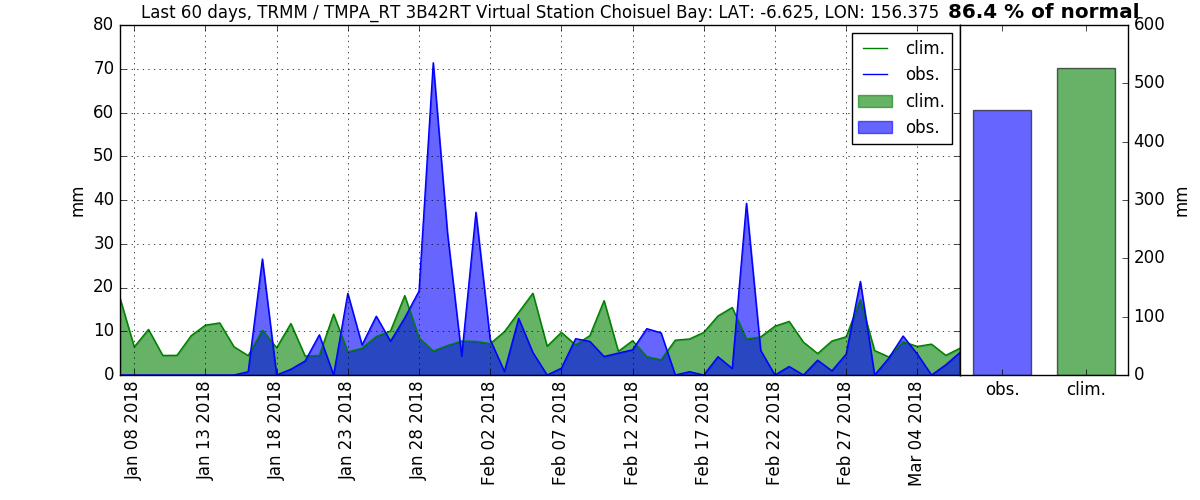 Last 60 days, TRMM / TMPA_RT 3B42RT Virtual Station Choisuel Bay: LAT: -6.625, LON: 156.375 86.4 % of normal
80
70
60
50
40
30
20
10
0
mm
clim.
obs.
clim.
obs.
600
500
400
300
200
100
0
mm
Jan 08 2018
Jan 13 2018
Jan 18 2018
Jan 23 2018
Jan 28 2018
Feb 02 2018
Feb 07 2018
Feb 12 2018
Feb 17 2018
Feb 22 2018
Feb 27 2018
Mar 04 2018
obs.
clim.